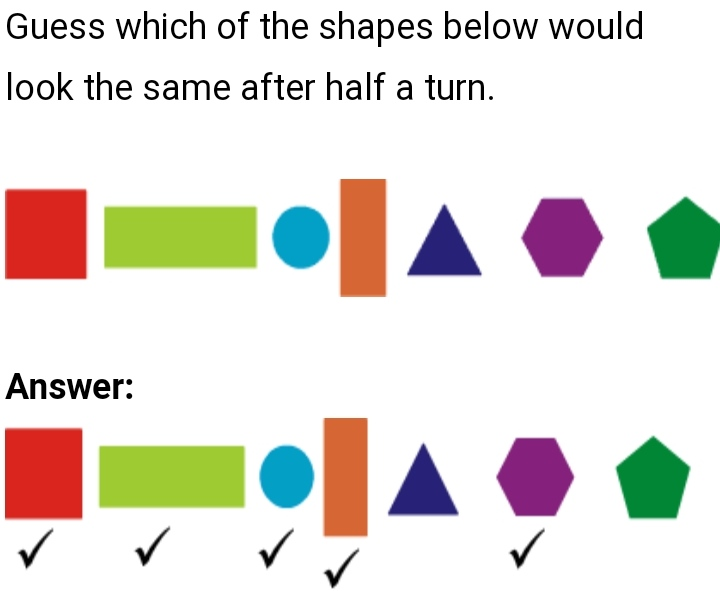 Guess which of the shapes below would
look the same after half a turn.
Answer: